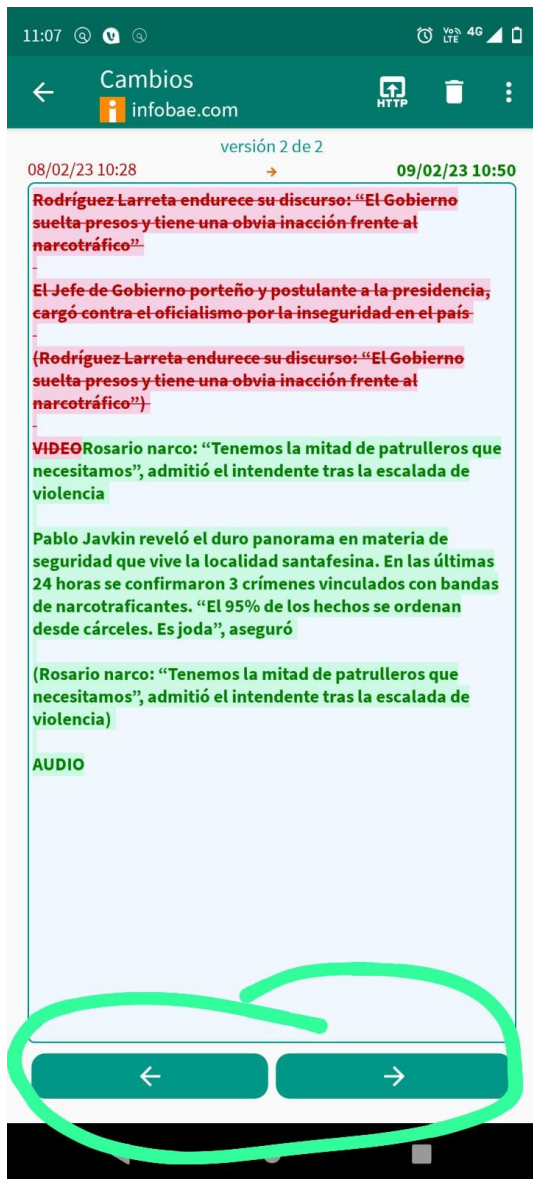 11:07
VoD LTE 4G
Cambios
infobae.com
HTTP
versión 2 de 2
08/02/23 10:28 → 09/02/23 10:50
Rodríguez Larreta endurece su discurso: “El Gobierno
suelta presos y tiene una obvia inacción frente al
narcotráfico”
El Jefe de Gobierno porteño y postulante a la presidencia,
cargó contra el oficialismo por la inseguridad en el país
(Rodríguez Larreta endurece su discurso: “El Gobierno
suelta presos y tiene una obvia inacción frente al
narcotráfico”)
VIDEORosario narco: “Tenemos la mitad de patrulleros que
necesitamos”, admitió el intendente tras la escalada de
violencia
Pablo Javkin reveló el duro panorama en materia de
seguridad que vive la localidad santafesina. En las últimas
24 horas se confirmaron 3 crímenes vinculados con bandas
de narcotraficantes. “El 95% de los hechos se ordenan
desde cárceles. Es joda”, aseguró
(Rosario narco: “Tenemos la mitad de patrulleros que
necesitamos”, admitió el intendente tras la escalada de
violencia)
AUDIO